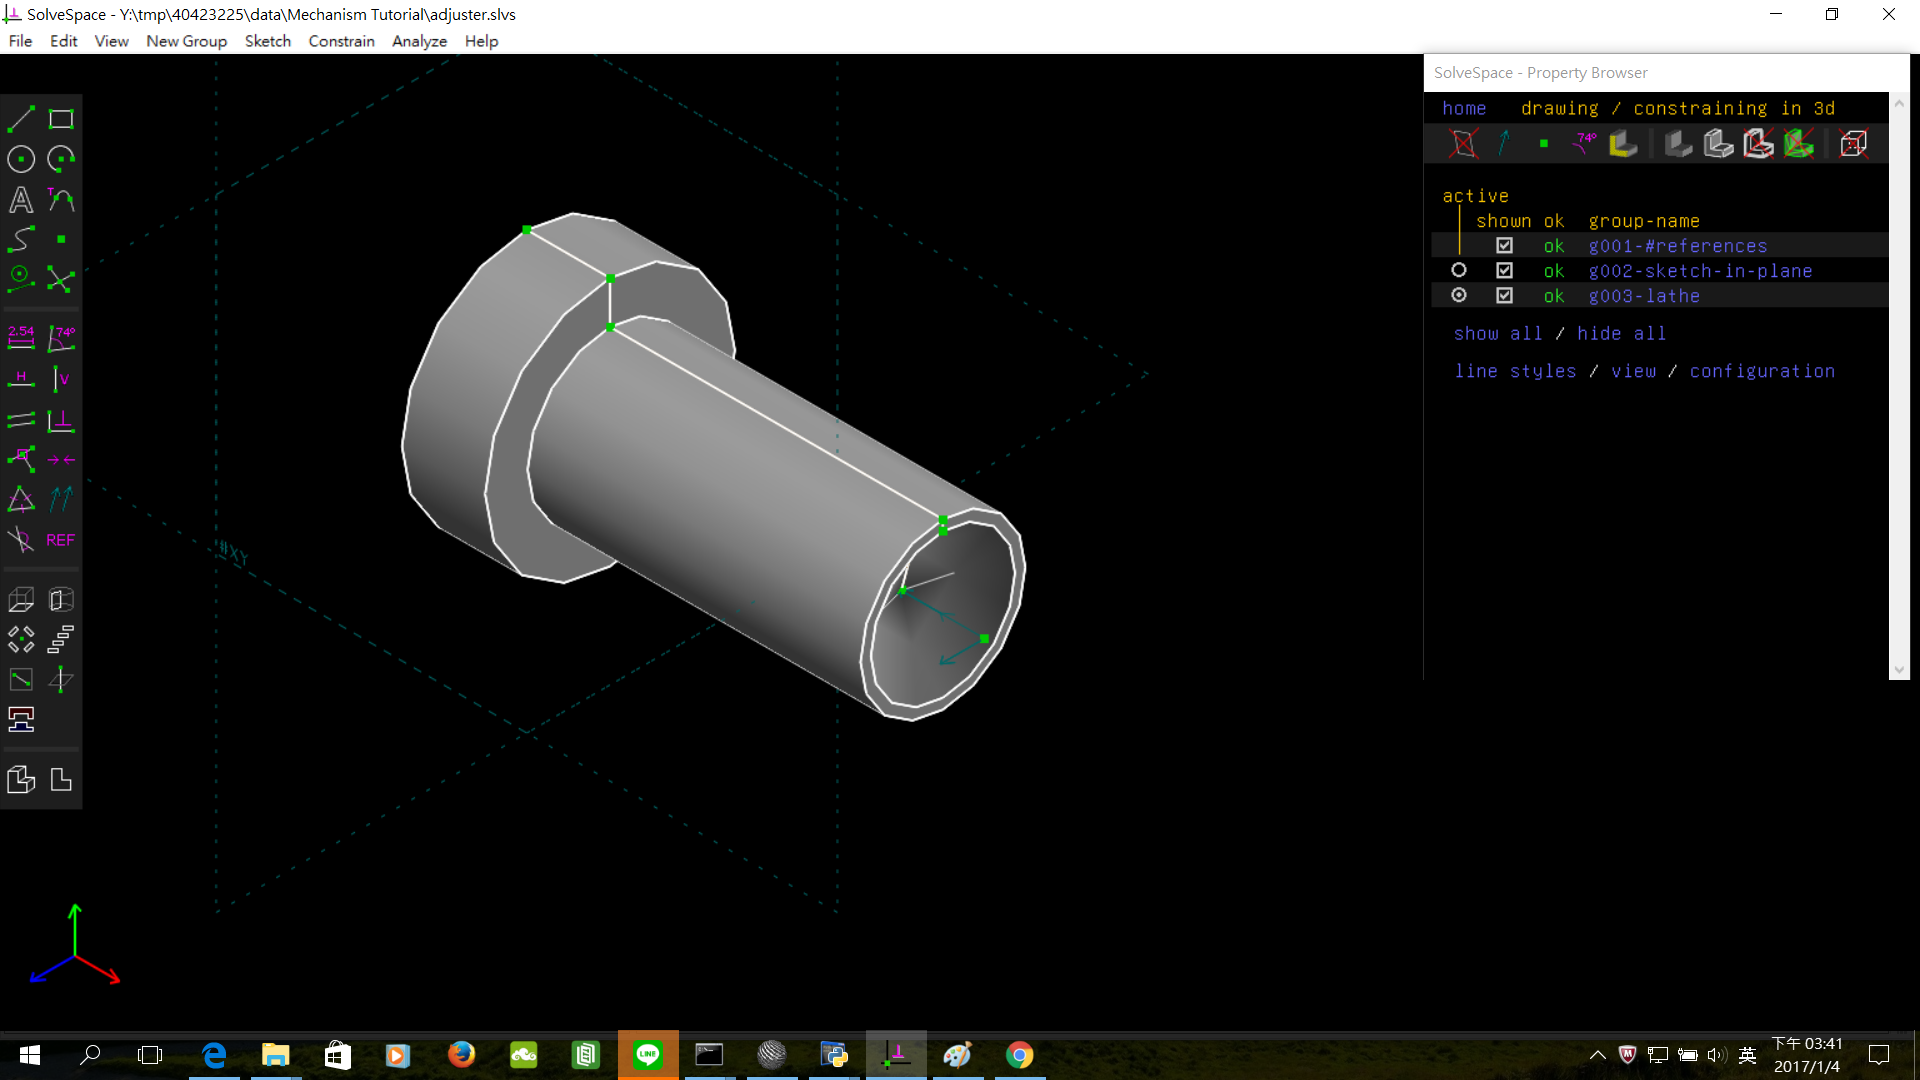 SolveSpace - Y:\tmp\40423225\data\Mechanism Tutorial\adjuster.slvs
File Edit View New Group Sketch Constrain Analyze Help
SolveSpace - Property Browser
home drawing / constraining in 3d
74°
active
shown ok group-name
ok g001-#references
ok g002-sketch-in-plane
ok g003-lathe
show all / hide all
line styles / view / configuration
A T
2.54 74°
H V
REF
#XY
LINE
英
下午 03:41
2017/1/4